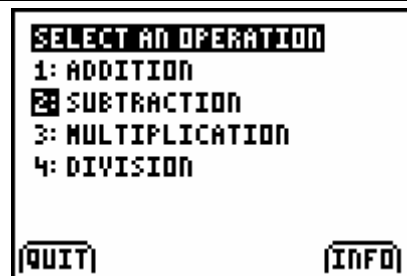 SELECT AN OPERATION
1: ADDITION
2: SUBTRACTION
3: MULTIPLICATION
4: DIVISION
QUIT INFO